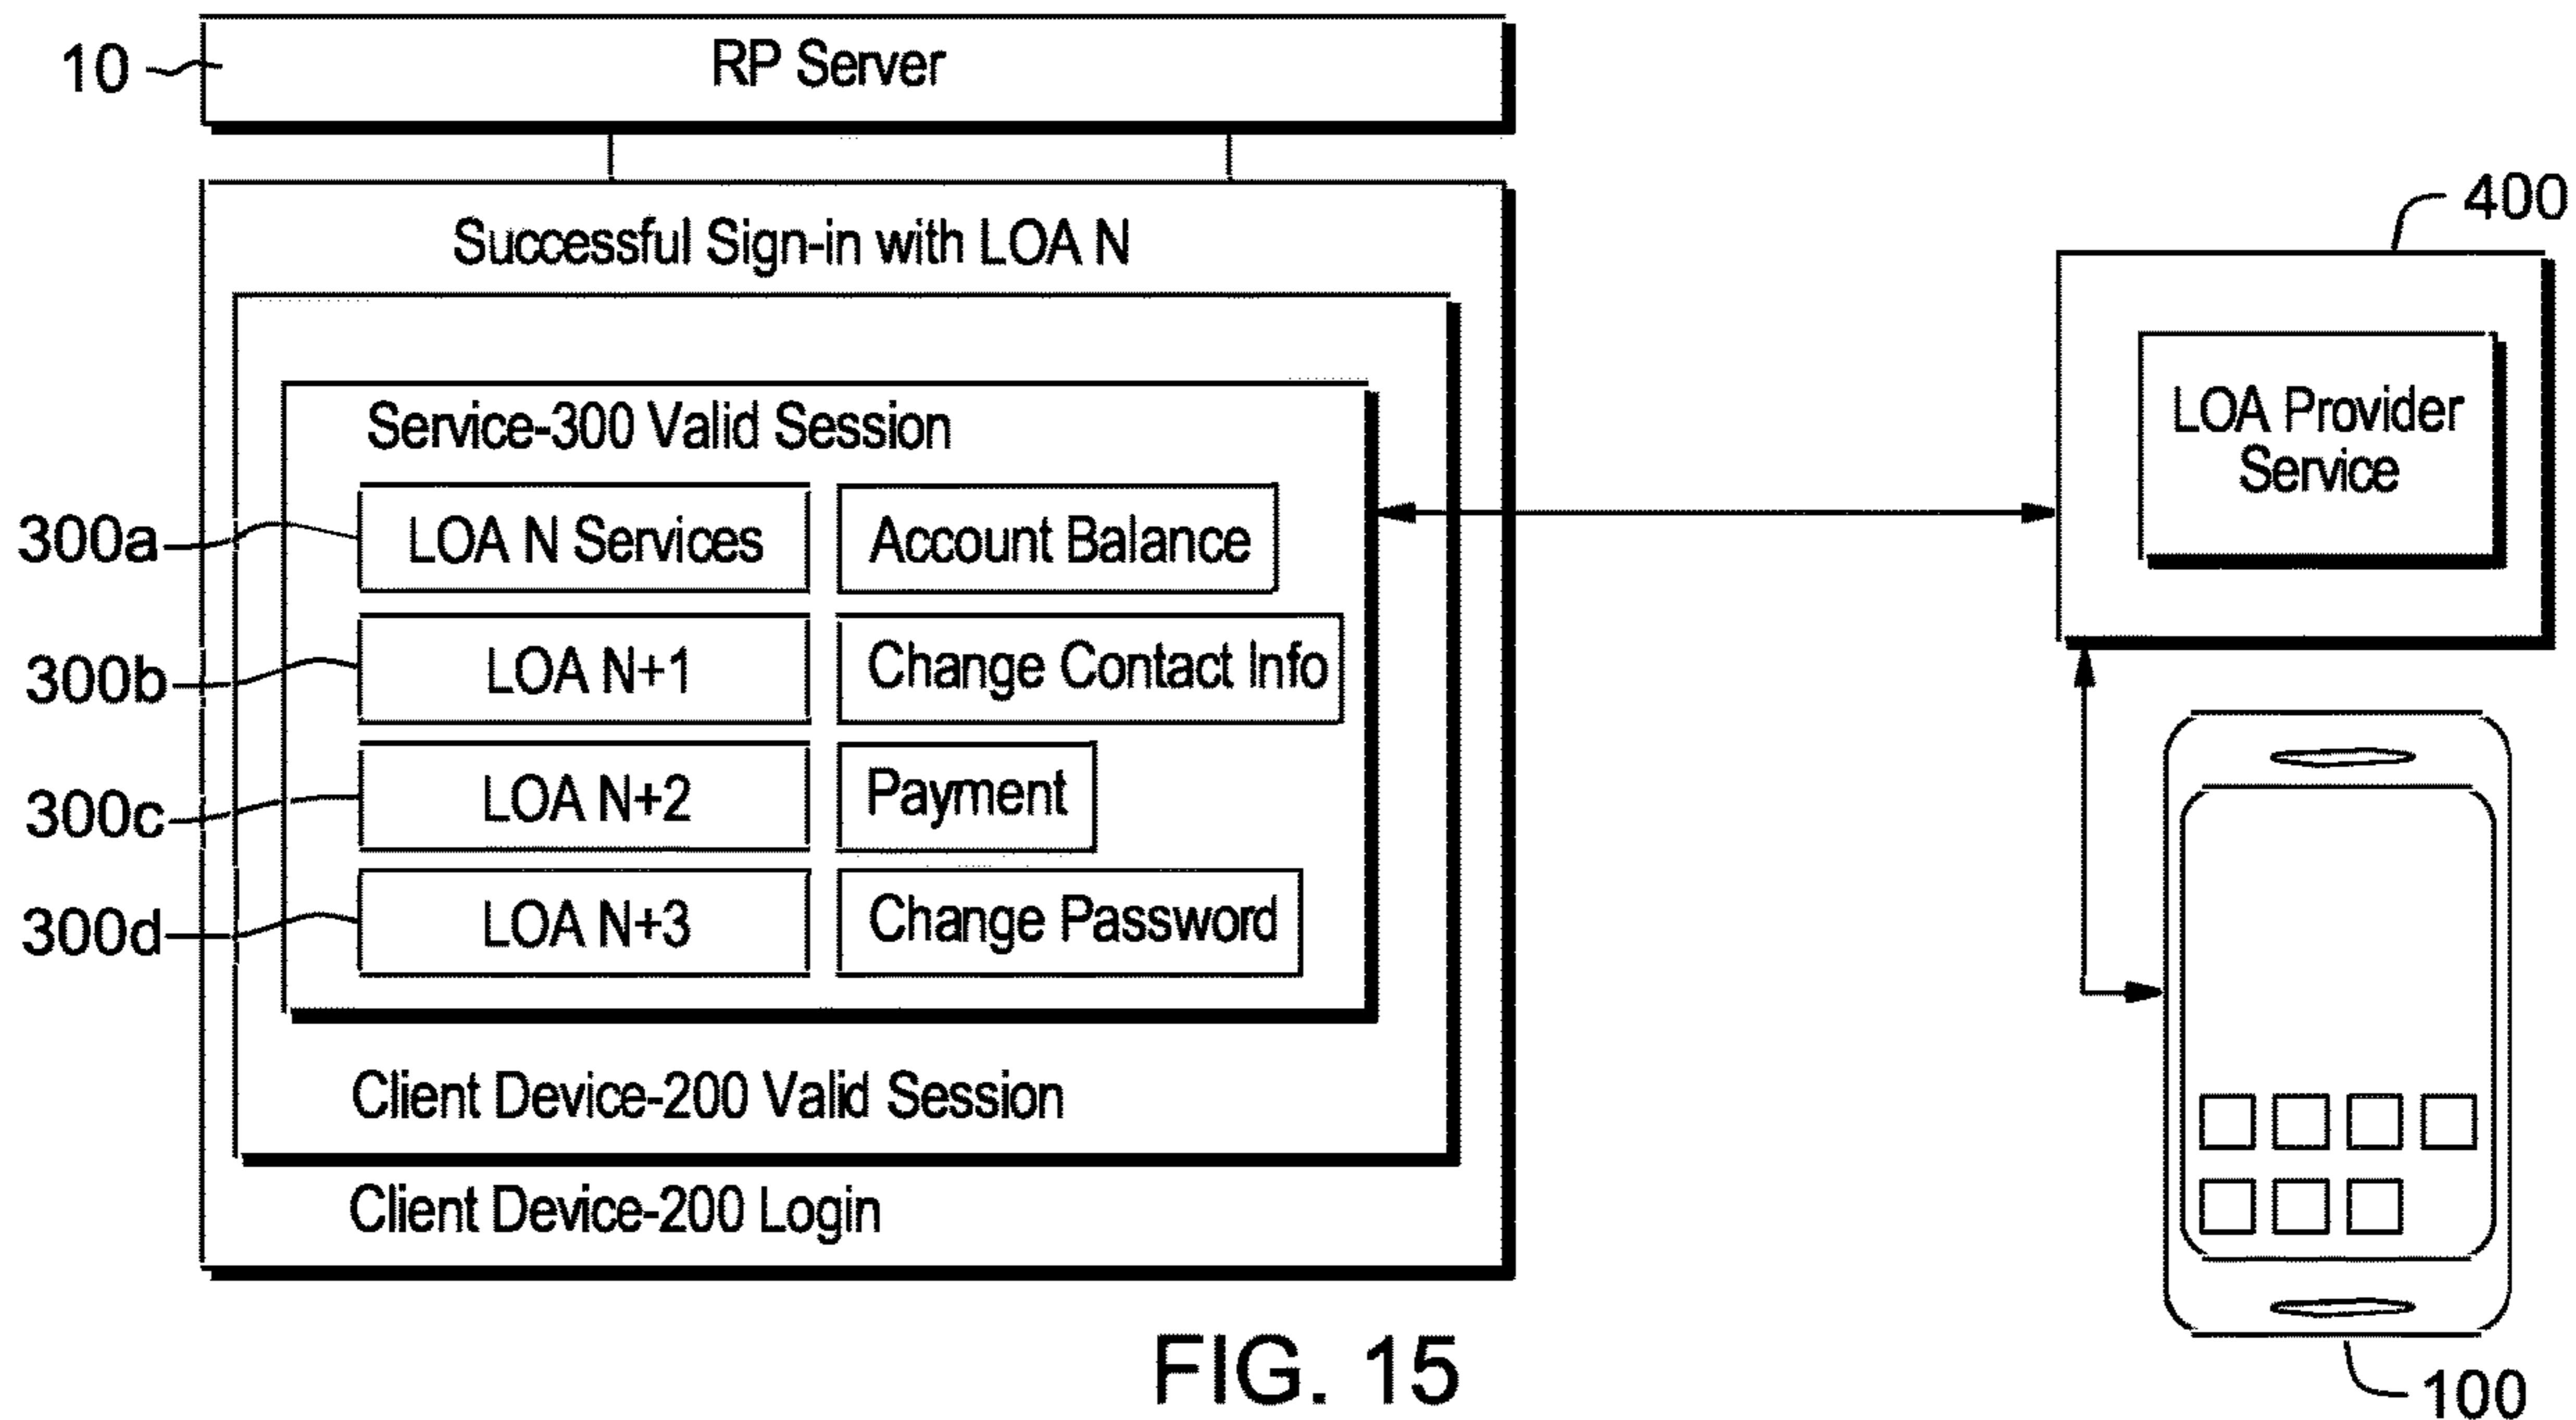 10
RP Server
Successful Sign-in with LOA N
400
Service-300 Valid Session
LOA Provider
Service
300a
LOA N Services
Account Balance
300b
LOA N+1
Change Contact Info
300c
LOA N+2
Payment
300d
LOA N+3
Change Password
Client Device-200 Valid Session
Client Device-200 Login
100
FIG. 15